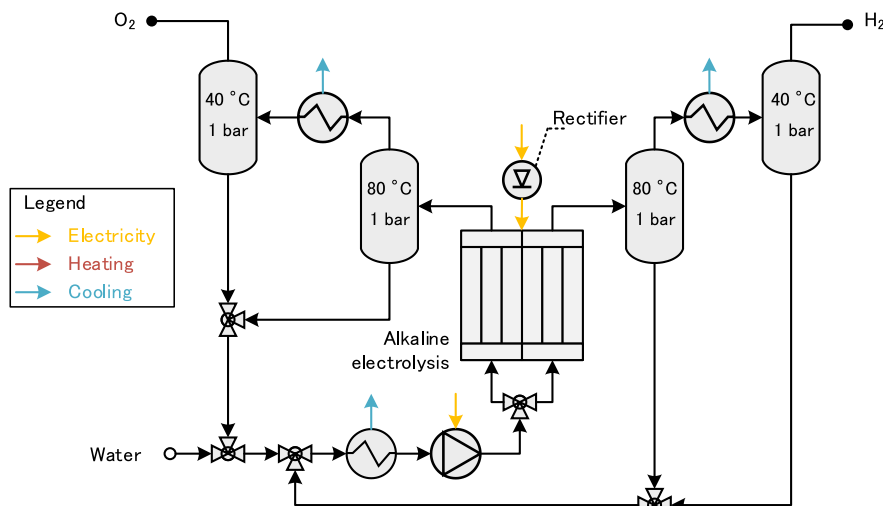 O₂
H₂
40 °C
1 bar
40 °C
1 bar
Rectifier
80 °C
1 bar
80 °C
1 bar
Legend
Electricity
Heating
Cooling
Alkaline
electrolysis
Water